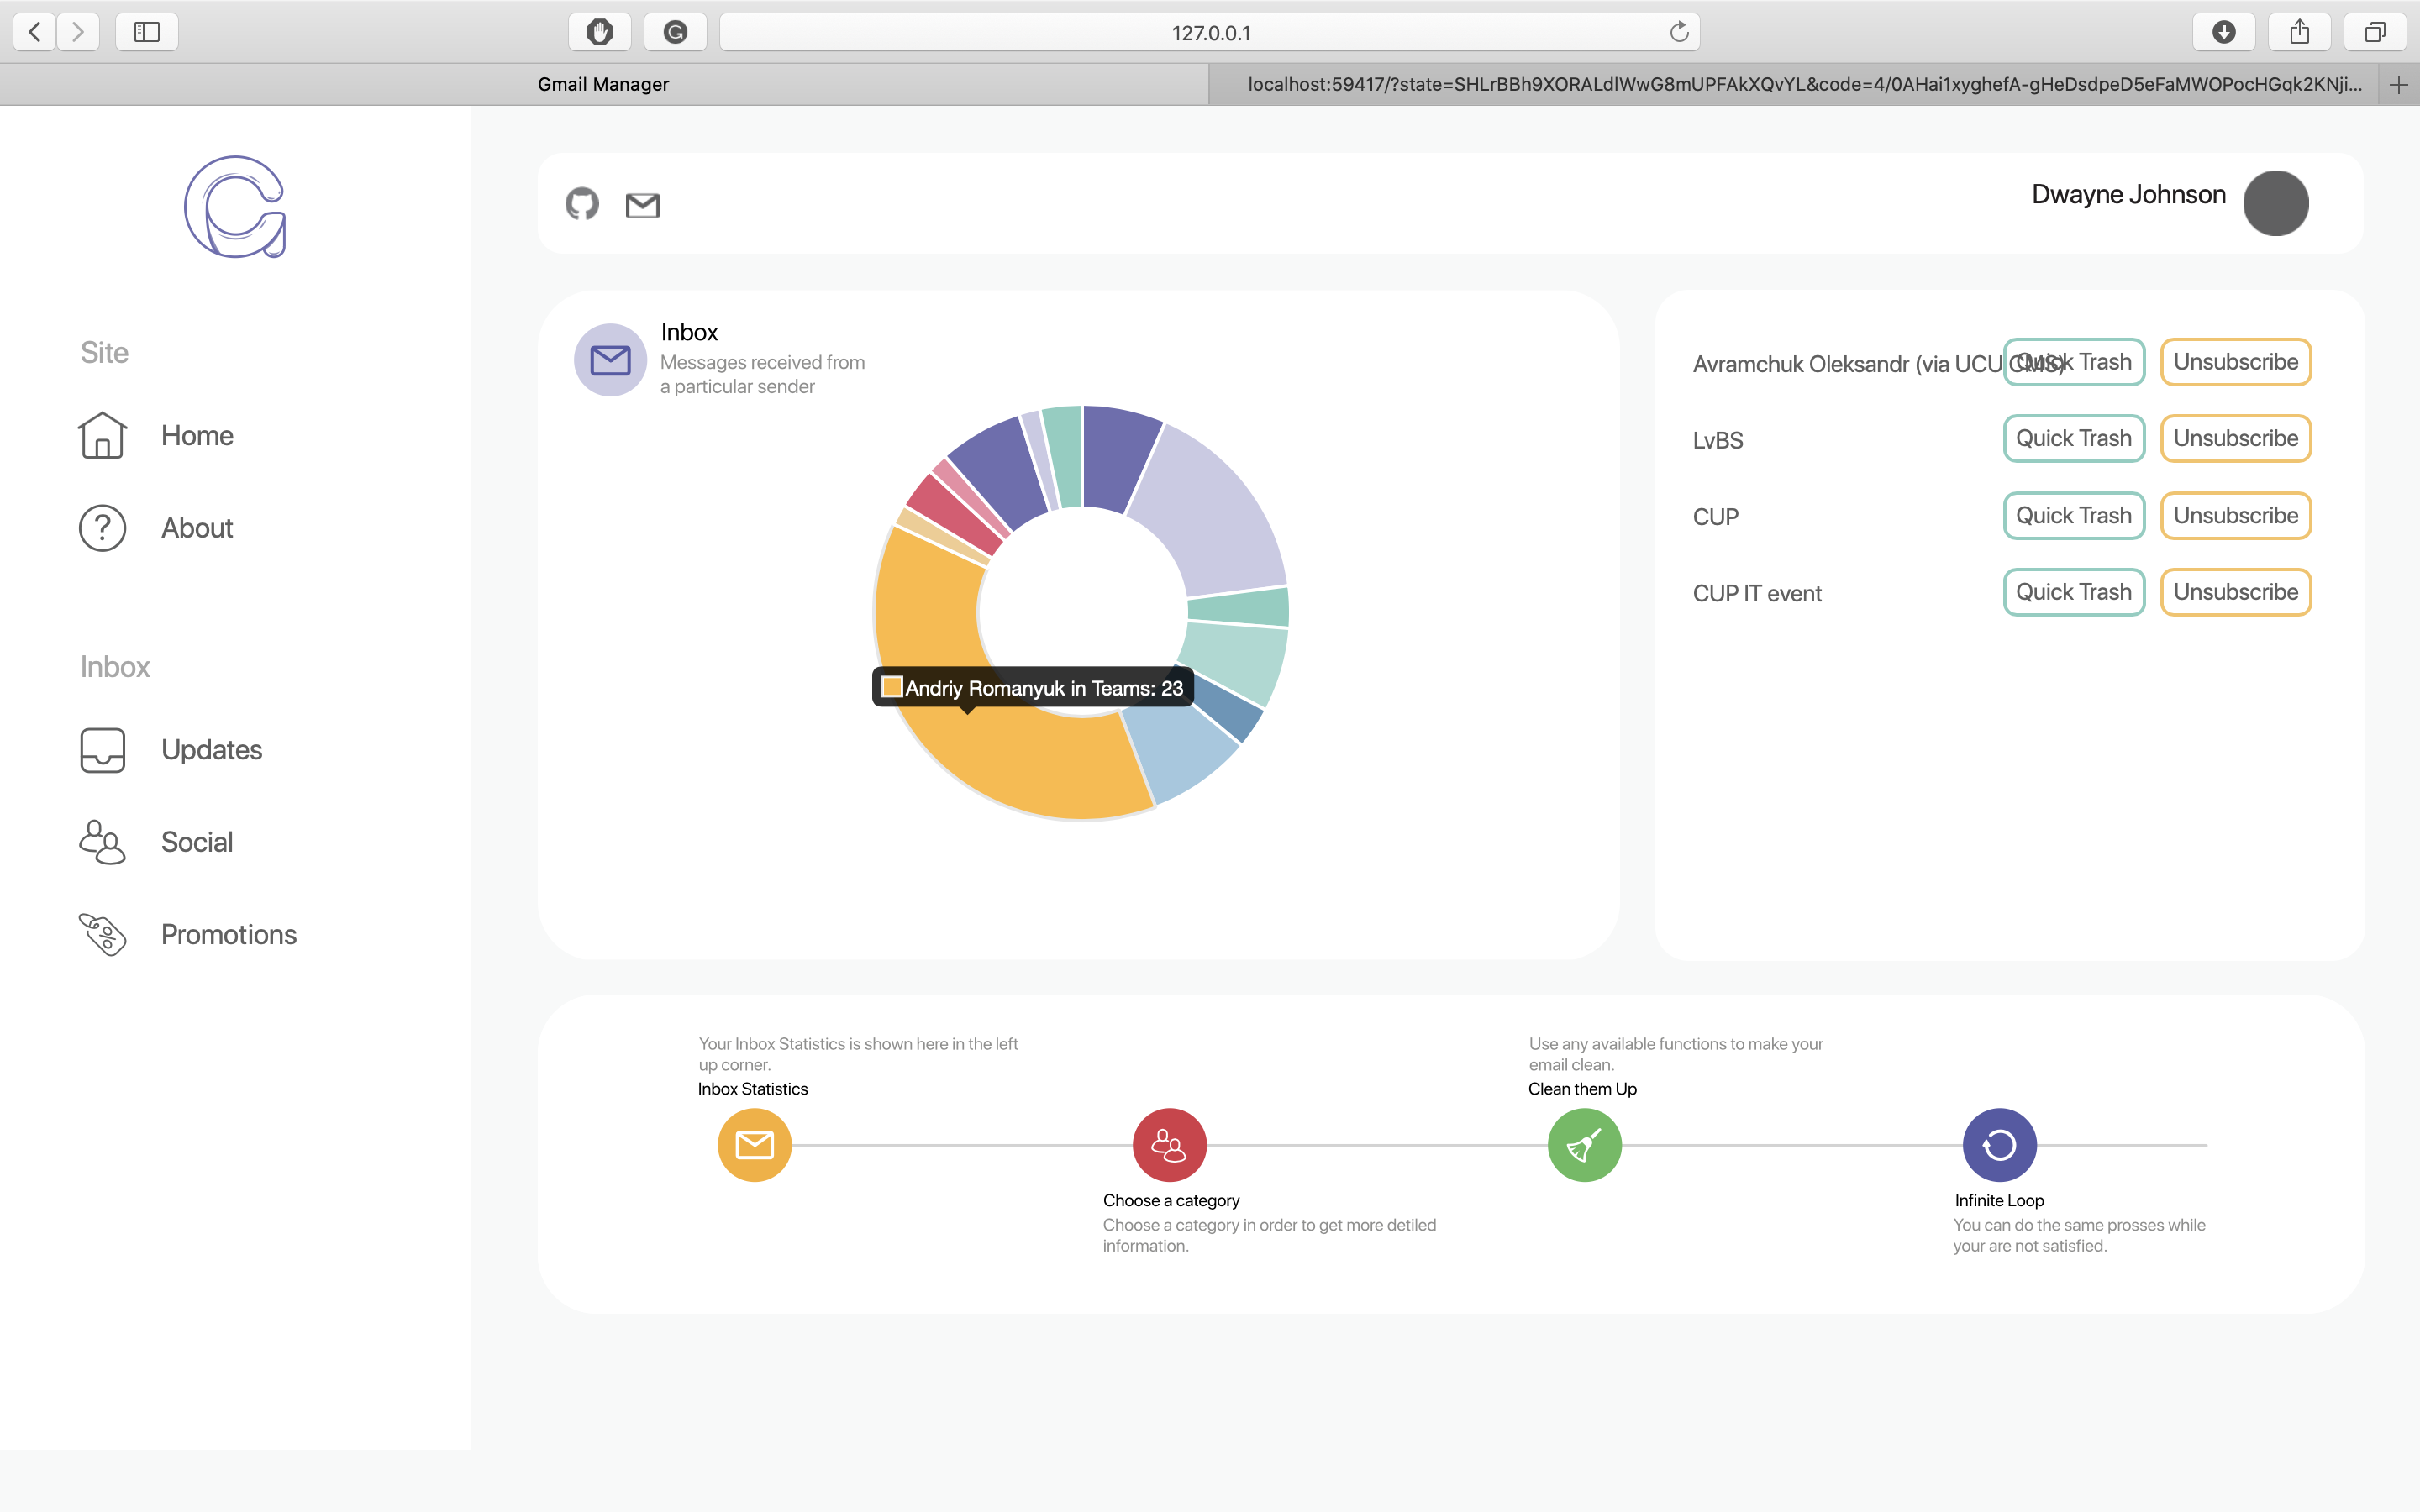 127.0.0.1
Gmail Manager
localhost:59417/?state=SHLrBBh9XORALdIWwG8mUPFAkXQvYL&code=4/0AHai1xyghefA-gHeDsdpeD5eFaMWOPocHGqk2KNji...
Dwayne Johnson
Site
Home
About
Inbox
Updates
Social
Promotions
Inbox
Messages received from
a particular sender
Andriy Romanyuk in Teams: 23
Avramchuk Oleksandr (via UCU CMS) Quick Trash Unsubscribe
LvBS Quick Trash Unsubscribe
CUP Quick Trash Unsubscribe
CUP IT event Quick Trash Unsubscribe
Your Inbox Statistics is shown here in the left
up corner.
Inbox Statistics
Choose a category
Choose a category in order to get more detiled
information.
Use any available functions to make your
email clean.
Clean them Up
Infinite Loop
You can do the same prosses while
your are not satisfied.